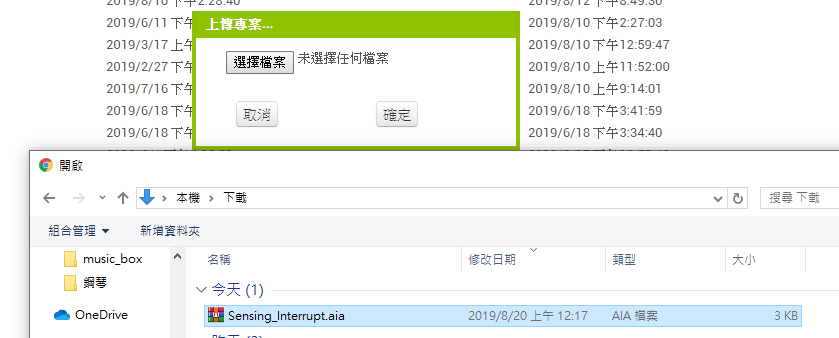 2019/8/10 下午2:28:40 2019/8/12 下午8:49:30
2019/6/11 下午 上傳專案... 2019/8/10 下午2:27:03
2019/3/17 上午 2019/8/10 下午12:59:47
選擇檔案 未選擇任何檔案
2019/2/27 下午 2019/8/10 上午11:52:00
2019/7/16 下午 2019/8/10 上午9:14:01
2019/6/18 下午 取消 確定 2019/6/18 下午3:41:59
2019/6/18 下午 2019/6/18 下午3:34:40
開啟
本機 下載 搜尋 下載
組合管理 新增資料夾
music_box 名稱 修改日期 類型 大小
鋼琴 今天 (1)
OneDrive Sensing_Interrupt.aia 2019/8/20 上午 12:17 AIA 檔案 3 KB